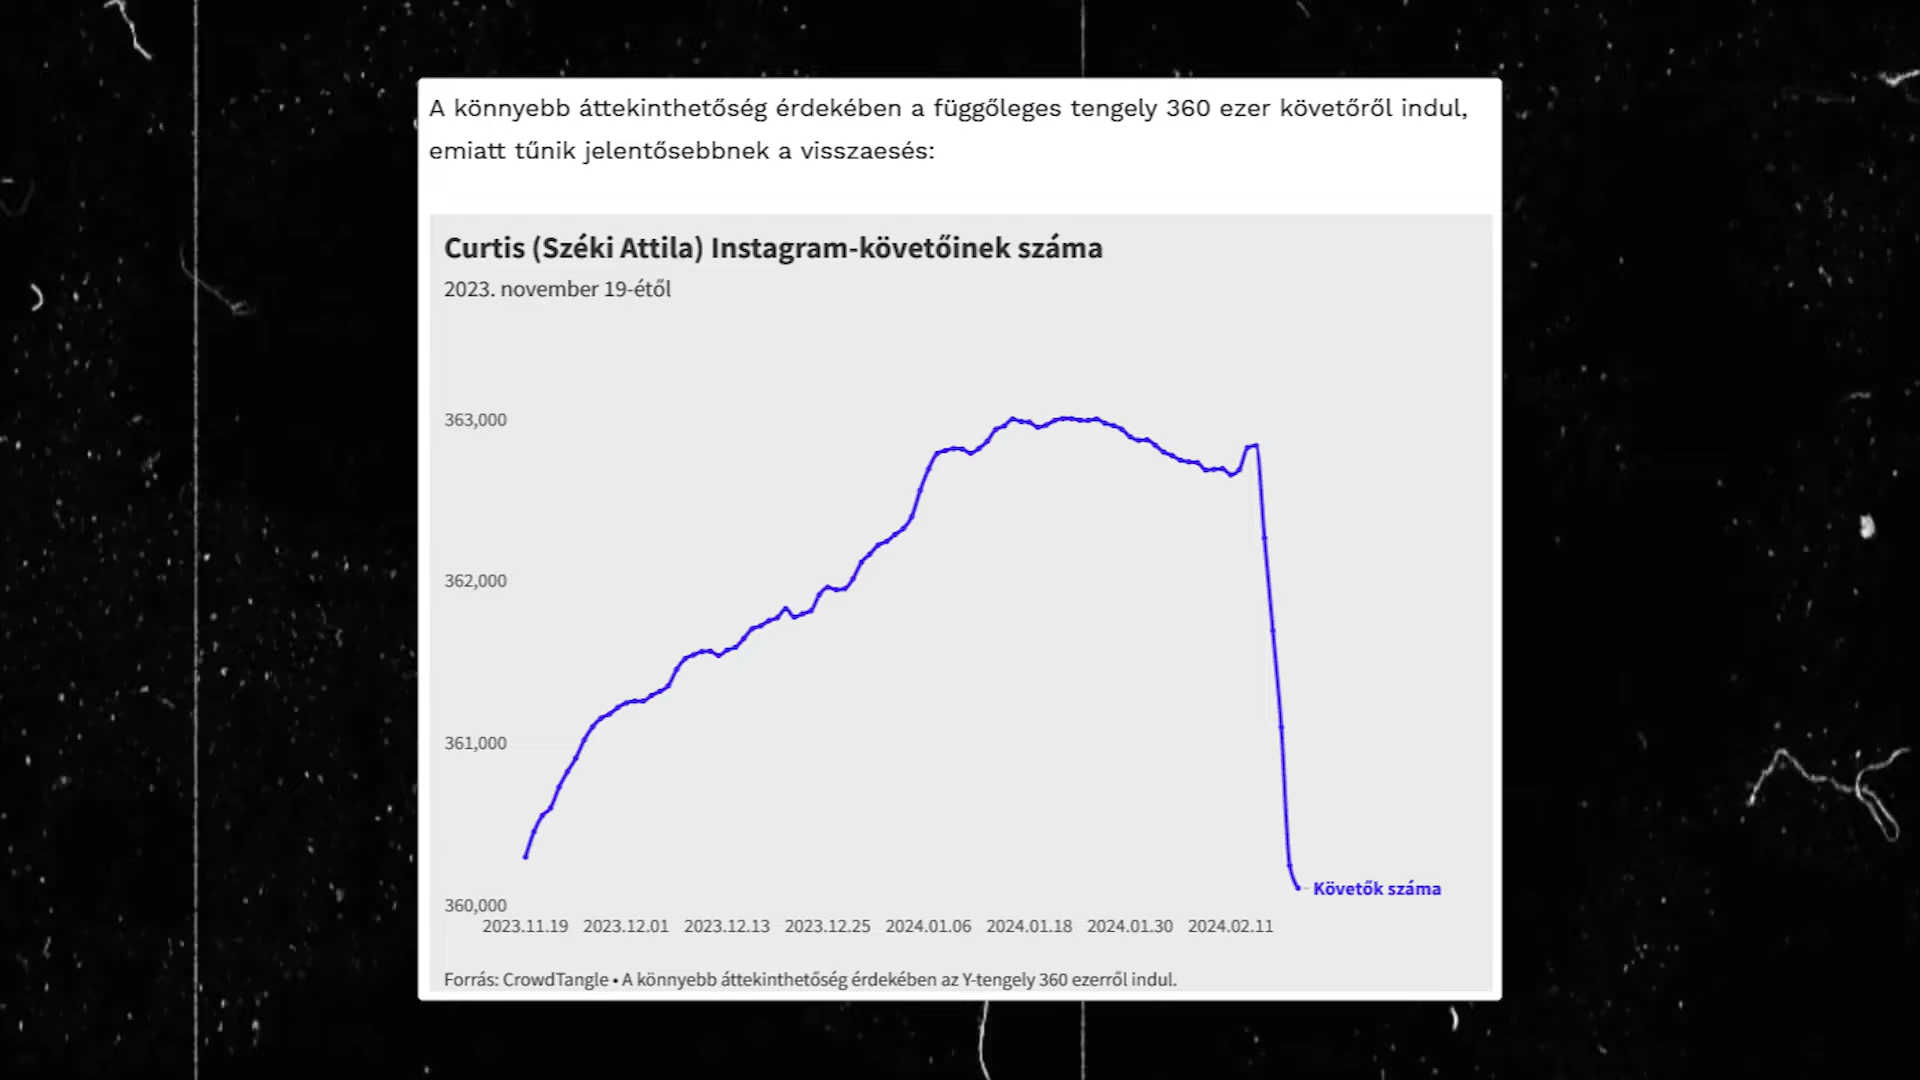 A könnyebb áttekinthetőség érdekében a függőleges tengely 360 ezer követőről indul,
emiatt tűnik jelentősebbnek a visszaesés:
Curtis (Széki Attila) Instagram-követőinek száma
2023. november 19-étől
363,000
362,000
361,000
Követők száma
360,000
2023.11.19 2023.12.01 2023.12.13 2023.12.25 2024.01.06 2024.01.18 2024.01.30 2024.02.11
Forrás: CrowdTangle • A könnyebb áttekinthetőség érdekében az Y-tengely 360 ezerről indul.